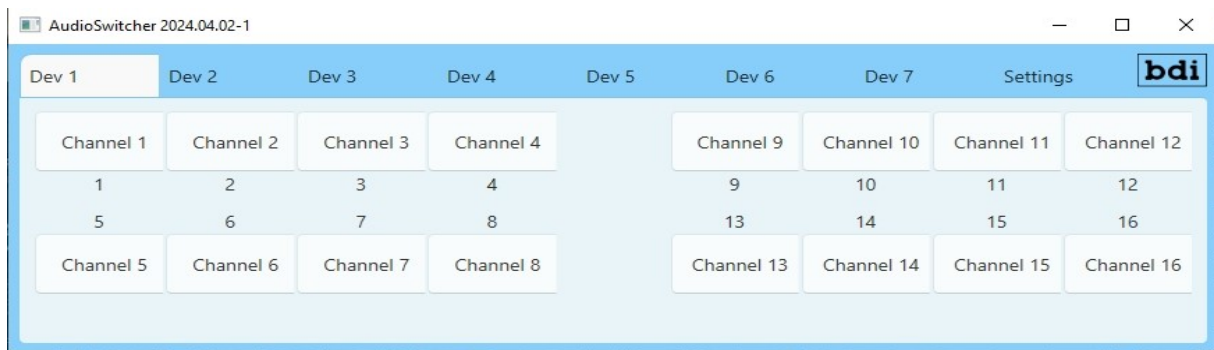 AudioSwitcher 2024.04.02-1
Dev 1 Dev 2 Dev 3 Dev 4 Dev 5 Dev 6 Dev 7 Settings bdi
Channel 1 Channel 2 Channel 3 Channel 4 Channel 9 Channel 10 Channel 11 Channel 12
1 2 3 4 9 10 11 12
5 6 7 8 13 14 15 16
Channel 5 Channel 6 Channel 7 Channel 8 Channel 13 Channel 14 Channel 15 Channel 16